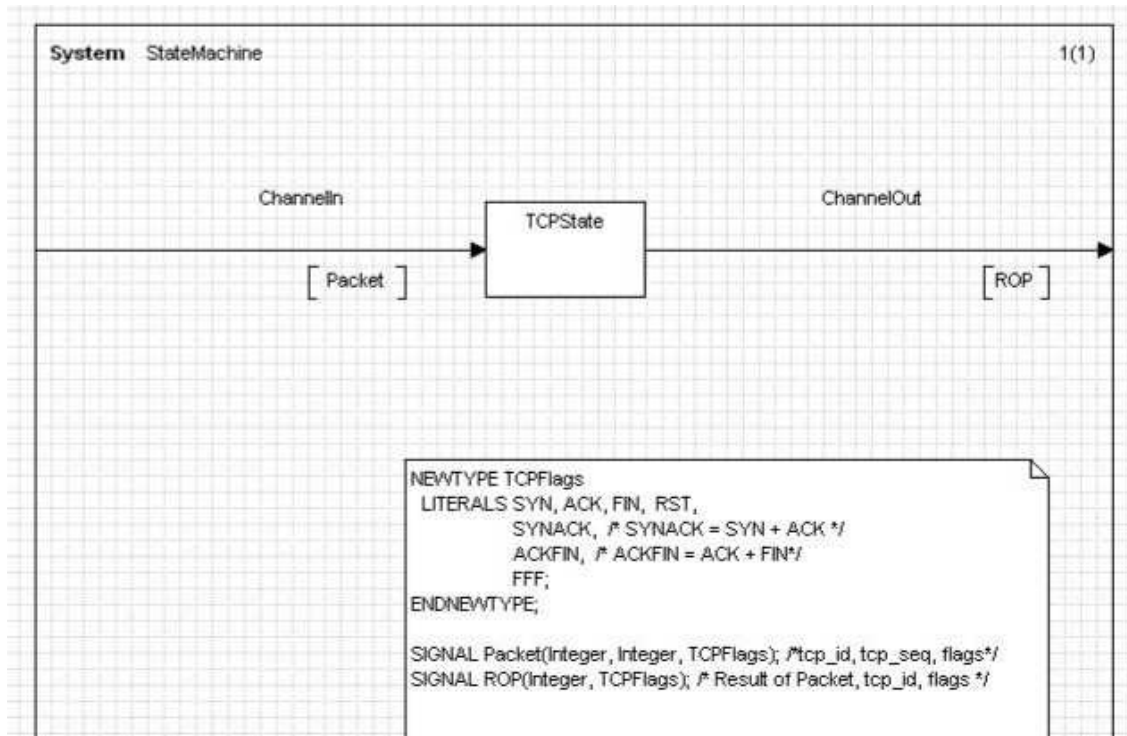 System StateMachine 1(1)
ChannelIn
ChannelOut
TCPState
[ Packet ]
[ ROP ]
NEWTYPE TCPFlags
LITERALS SYN, ACK, FIN, RST,
SYNACK, /* SYNACK = SYN + ACK */
ACKFIN, /* ACKFIN = ACK + FIN*/
FFF;
ENDNEWTYPE;
SIGNAL Packet(Integer, Integer, TCPFlags); /*tcp_id, tcp_seq, flags*/
SIGNAL ROP(Integer, TCPFlags); /* Result of Packet, tcp_id, flags */